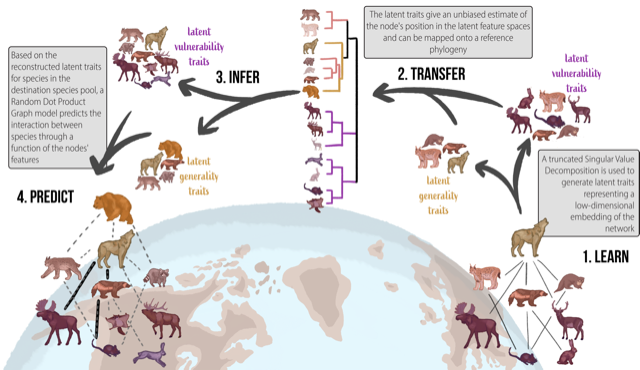 The latent traits give an unbiased estimate of
the node's position in the latent feature spaces
and can be mapped onto a reference
phylogeny
Based on the
reconstructed latent traits
for species in the
destination species pool, a
Random Dot Product
Graph model predicts the
interaction between
species through a
function of the nodes'
features
latent
vulnerability
traits
3. INFER
2. TRANSFER
latent
vulnerability
traits
latent
generality
traits
latent
generality
traits
A truncated Singular Value
Decomposition is used to
generate latent traits
representing a
low-dimensional
embedding of the
network
4. PREDICT
1. LEARN